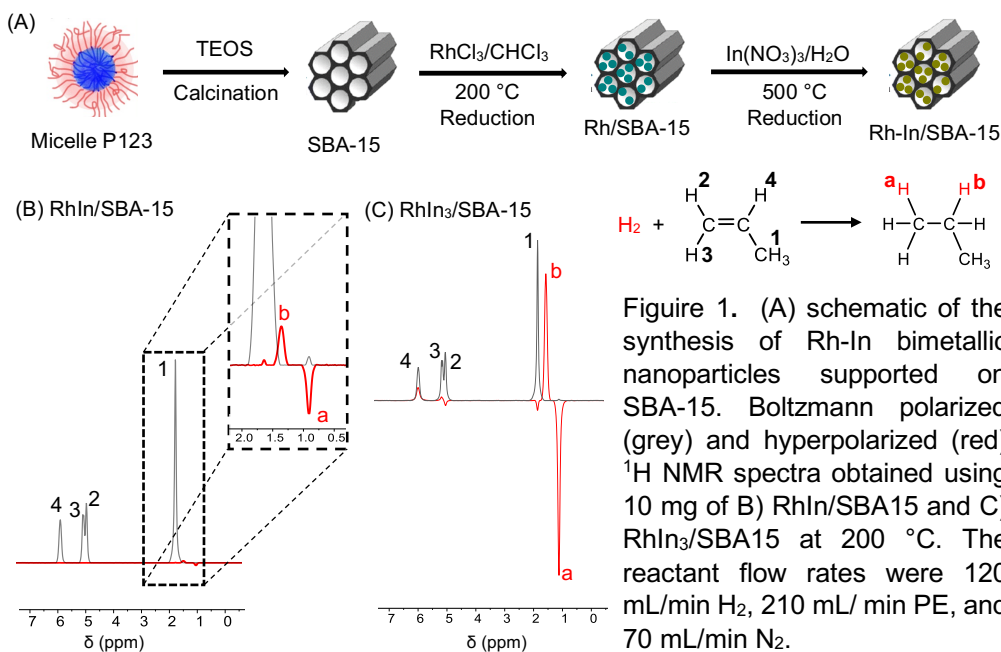 (A)
TEOS
Calcination
RhCl₃/CHCl₃
200 °C
Reduction
In(NO₃)₃/H₂O
500 °C
Reduction
Micelle P123
SBA-15
Rh/SBA-15
Rh-In/SBA-15
(B) RhIn/SBA-15
1
4
3
2
b
a
2.0 1.5 1.0 0.5
7 6 5 4 3 2 1 0
δ (ppm)
(C) RhIn₃/SBA-15
1
b
4
3
2
a
7 6 5 4 3 2 1 0
δ (ppm)
H₂ +
2
4
H
H
C C
H
3
1
CH₃
a
b
H
H
H C C H
H
CH₃
Figuire 1. (A) schematic of the
synthesis of Rh-In bimetallic
nanoparticles supported on
SBA-15. Boltzmann polarized
(grey) and hyperpolarized (red)
¹H NMR spectra obtained using
10 mg of B) RhIn/SBA15 and C)
RhIn₃/SBA15 at 200 °C. The
reactant flow rates were 120
mL/min H₂, 210 mL/ min PE, and
70 mL/min N₂.